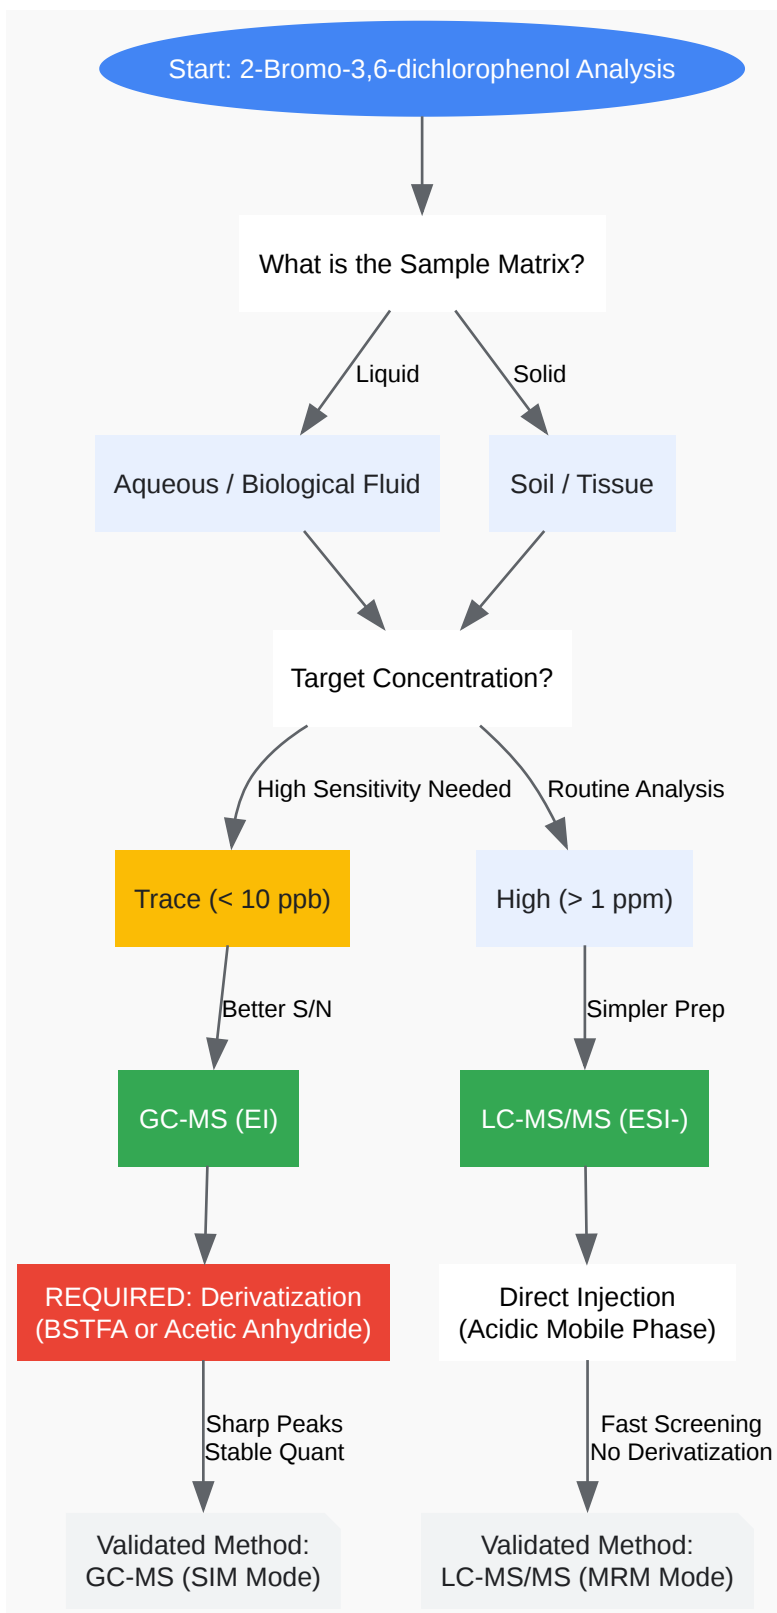 Start: 2-Bromo-3,6-dichlorophenol Analysis
What is the Sample Matrix?
Liquid
Solid
Aqueous / Biological Fluid
Soil / Tissue
Target Concentration?
High Sensitivity Needed
Routine Analysis
Trace (< 10 ppb)
High (> 1 ppm)
Better S/N
Simpler Prep
GC-MS (EI)
LC-MS/MS (ESI-)
REQUIRED: Derivatization
(BSTFA or Acetic Anhydride)
Direct Injection
(Acidic Mobile Phase)
Sharp Peaks
Stable Quant
Fast Screening
No Derivatization
Validated Method:
GC-MS (SIM Mode)
Validated Method:
LC-MS/MS (MRM Mode)